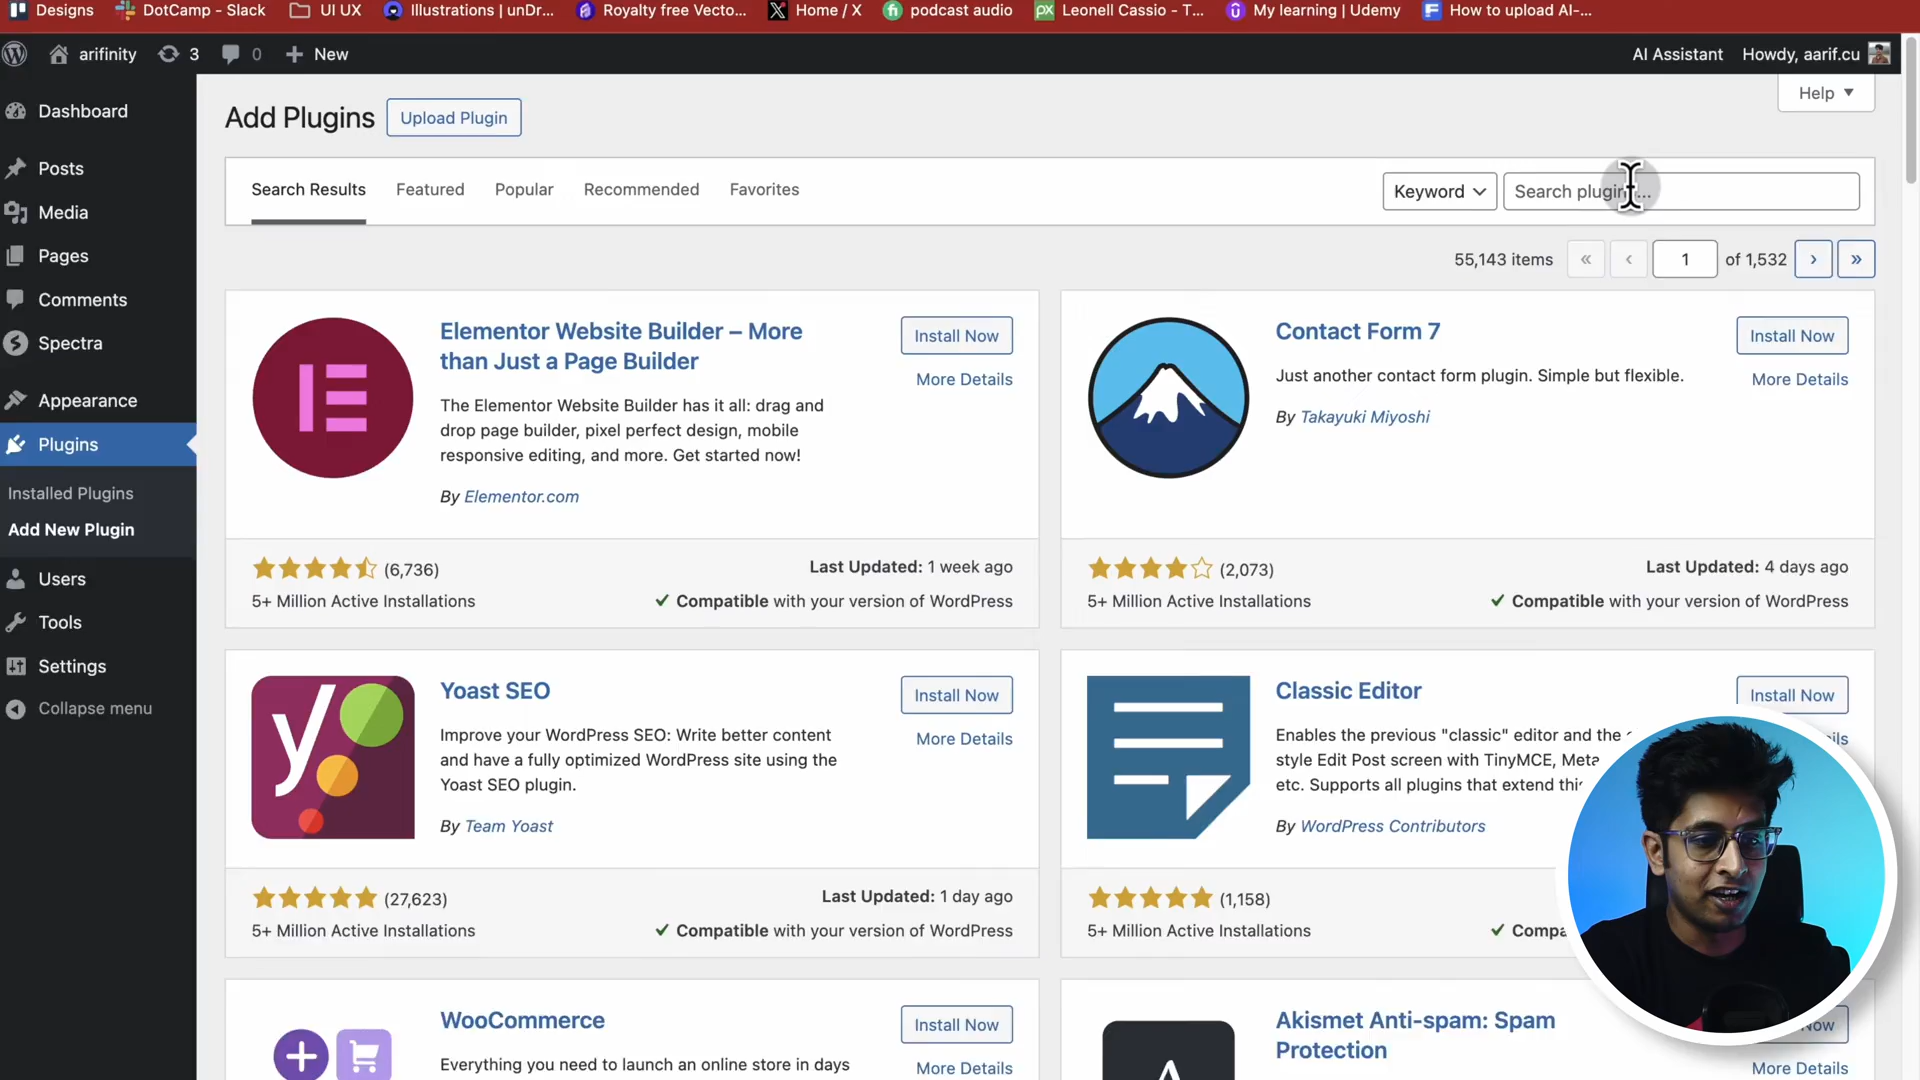 Designs
DotCamp - Slack
UI UX
Illustrations | unDr...
Royalty free Vecto...
Home / X
podcast audio
Leonell Cassio - T...
My learning | Udemy
How to upload AI-...
arifinity
3
0
New
AI Assistant
Howdy, aarif.cu
Dashboard
Posts
Media
Pages
Comments
Spectra
Appearance
Plugins
Installed Plugins
Add New Plugin
Users
Tools
Settings
Collapse menu
Add Plugins
Upload Plugin
Help
Search Results
Featured
Popular
Recommended
Favorites
Keyword
Search plugin...
55,143 items
«
‹
1
of 1,532
›
»
Elementor Website Builder – More
than Just a Page Builder
Install Now
More Details
The Elementor Website Builder has it all: drag and
drop page builder, pixel perfect design, mobile
responsive editing, and more. Get started now!
By Elementor.com
(6,736)
Last Updated: 1 week ago
5+ Million Active Installations
Compatible with your version of WordPress
Contact Form 7
Install Now
More Details
Just another contact form plugin. Simple but flexible.
By Takayuki Miyoshi
(2,073)
Last Updated: 4 days ago
5+ Million Active Installations
Compatible with your version of WordPress
Yoast SEO
Install Now
More Details
Improve your WordPress SEO: Write better content
and have a fully optimized WordPress site using the
Yoast SEO plugin.
By Team Yoast
(27,623)
Last Updated: 1 day ago
5+ Million Active Installations
Compatible with your version of WordPress
Classic Editor
Install Now
Enables the previous "classic" editor and the
style Edit Post screen with TinyMCE, Meta
etc. Supports all plugins that extend
By WordPress Contributors
(1,158)
5+ Million Active Installations
WooCommerce
Install Now
More Details
Everything you need to launch an online store in days
Akismet Anti-spam: Spam
Protection
Now
More Details